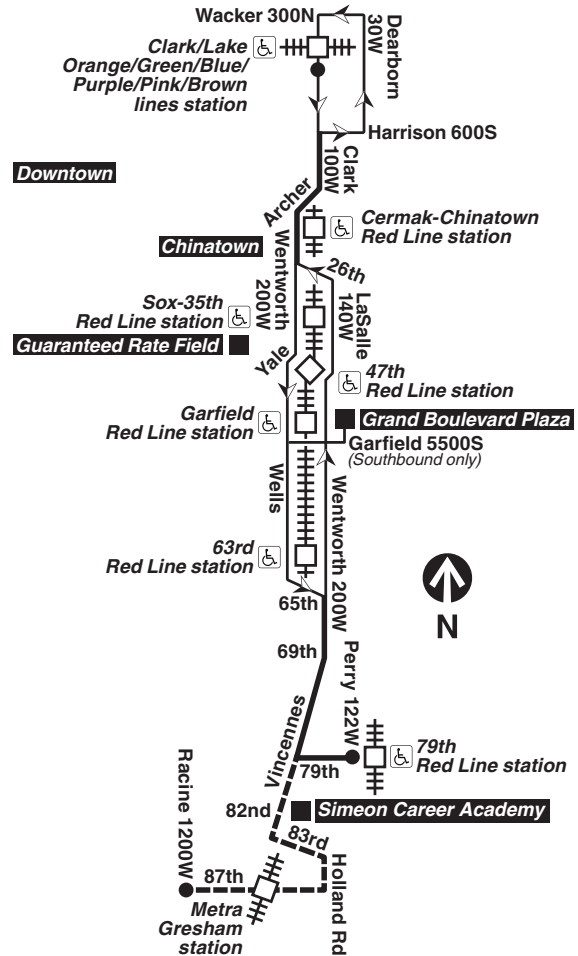 Wacker 300N
Dearborn
30W
Clark/Lake
Orange/Green/Blue/
Purple/Pink/Brown
lines station
Harrison 600S
Clark
100W
Downtown
Archer
Cermak-Chinatown
Red Line station
Chinatown
Wentworth
200W
26th
LaSalle
140W
Sox-35th
Red Line station
Guaranteed Rate Field
Yale
47th
Red Line station
Garfield
Red Line station
Grand Boulevard Plaza
Garfield 5500S
(Southbound only)
Wells
Wentworth 200W
63rd
Red Line station
65th
N
69th
Perry 122W
Vincennes
79th
79th
Red Line station
Racine 1200W
82nd
Simeon Career Academy
83rd
87th
Holland Rd
Metra
Gresham
station